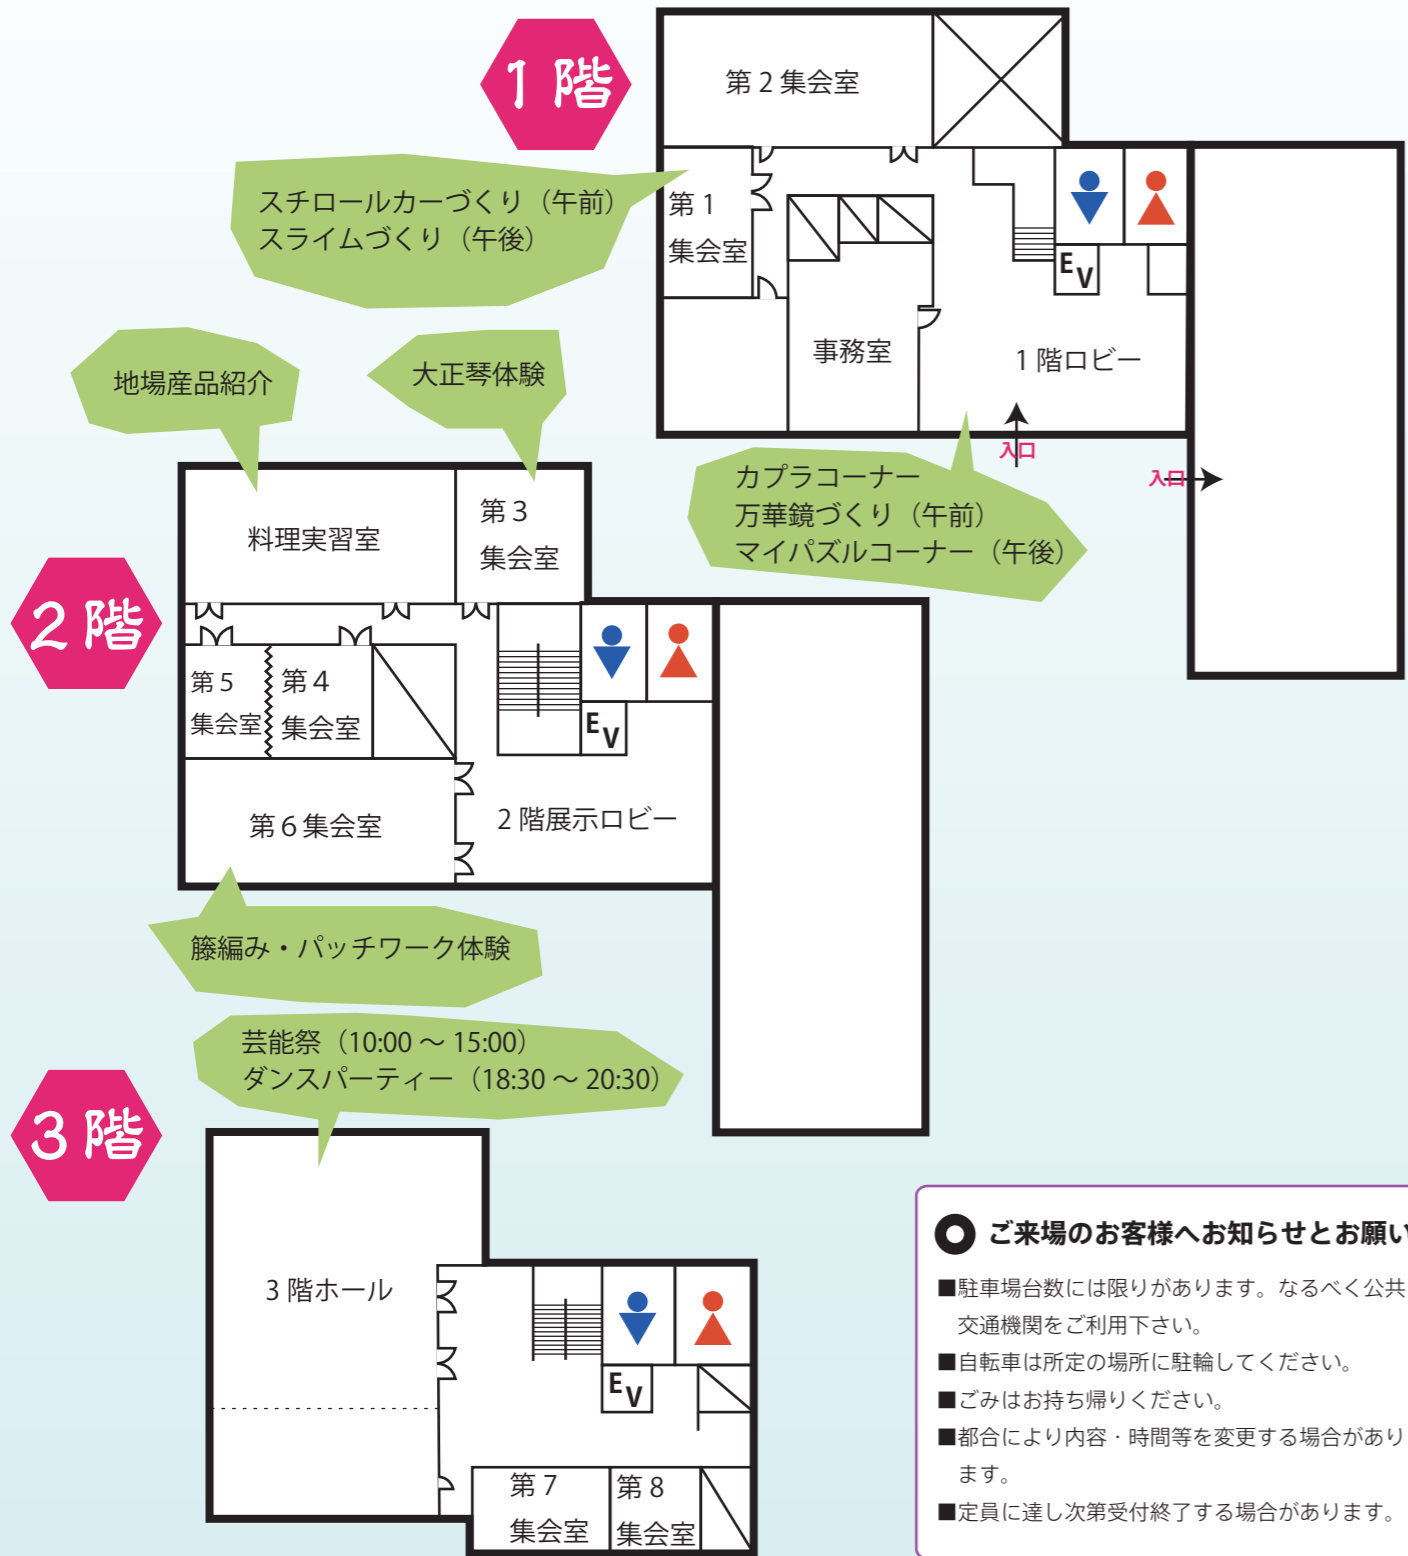 1階
第2集会室
スチロールカーづくり（午前）
スライムづくり（午後）
第1
集会室
EV
事務室
1階ロビー
入口
入口
カプラコーナー
万華鏡づくり（午前）
マイパズルコーナー（午後）
地場産品紹介
大正琴体験
2階
料理実習室
第3
集会室
第5
集会室
第4
集会室
EV
第6集会室
2階展示ロビー
籐編み・パッチワーク体験
3階
芸能祭（10:00～15:00）
ダンスパーティー（18:30～20:30）
3階ホール
EV
第7
集会室
第8
集会室
ご来場のお客様へお知らせとお願い
■駐車場台数には限りがあります。なるべく公共
交通機関をご利用下さい。
■自転車は所定の場所に駐輪してください。
■ごみはお持ち帰りください。
■都合により内容・時間等を変更する場合があり
ます。
■定員に達し次第受付終了する場合があります。